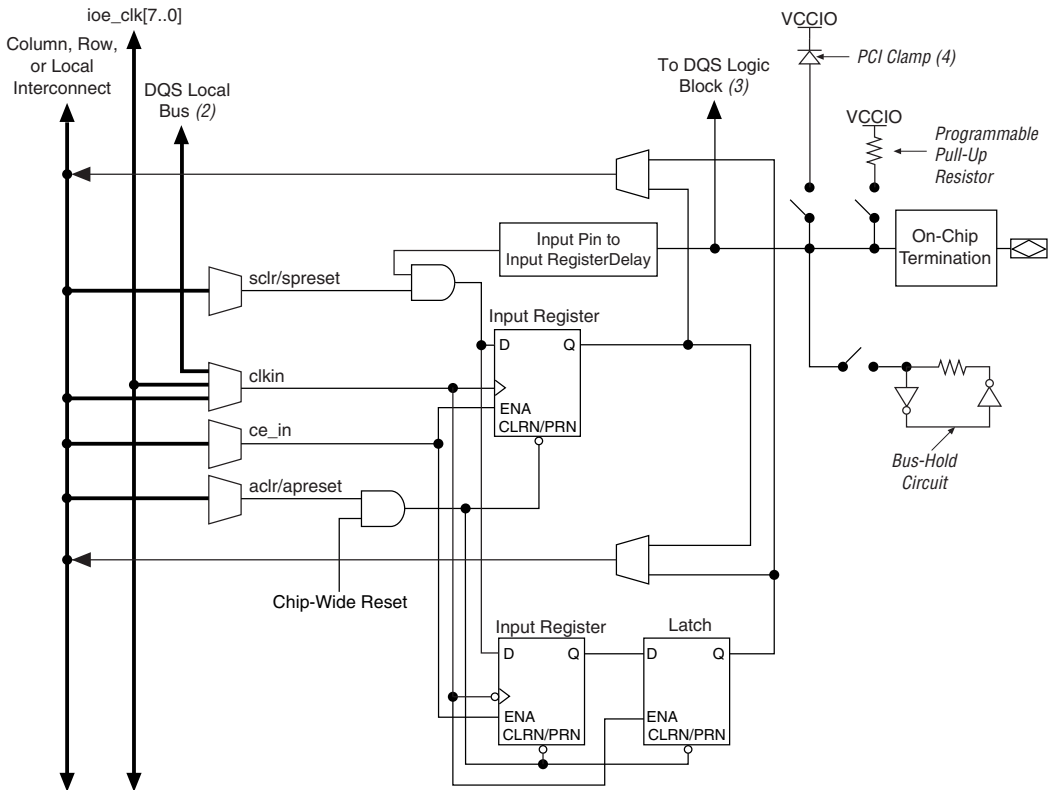 ioe_clk[7..0]
Column, Row,
or Local
Interconnect
DQS Local
Bus (2)
To DQS Logic
Block (3)
VCCIO
PCI Clamp (4)
VCCIO
Programmable
Pull-Up
Resistor
Input Pin to
Input RegisterDelay
On-Chip
Termination
sclr/spreset
Input Register
D
Q
clkin
ENA
CLRN/PRN
ce_in
aclr/apreset
Bus-Hold
Circuit
Chip-Wide Reset
Input Register
D
Q
ENA
CLRN/PRN
Latch
D
Q
ENA
CLRN/PRN